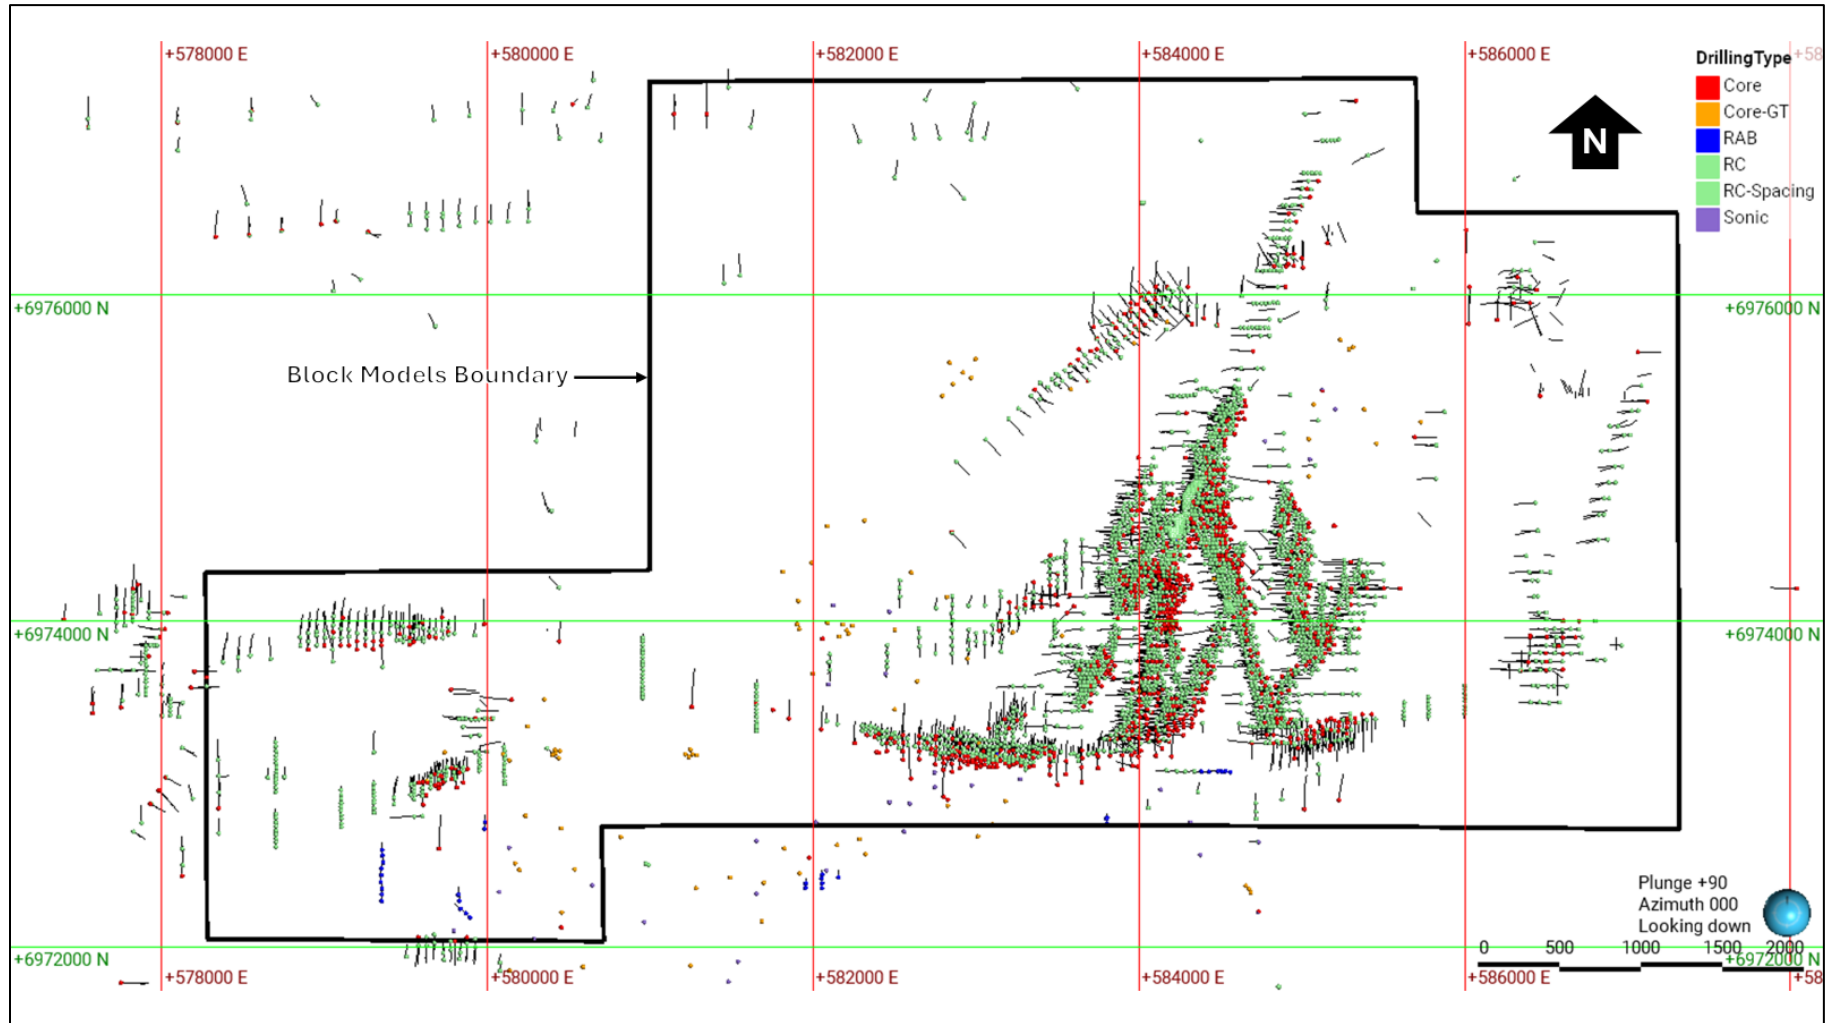 +578000 E
+580000 E
+582000 E
+584000 E
+586000 E
+58
DrillingType
Core
Core-GT
RAB
RC
RC-Spacing
Sonic
N
+6976000 N
+6976000 N
Block Models Boundary
+6974000 N
+6974000 N
Plunge +90
Azimuth 000
Looking down
0 500 1000 1500 2000
+6972000 N
+6972000 N
+578000 E
+580000 E
+582000 E
+584000 E
+586000 E
+58